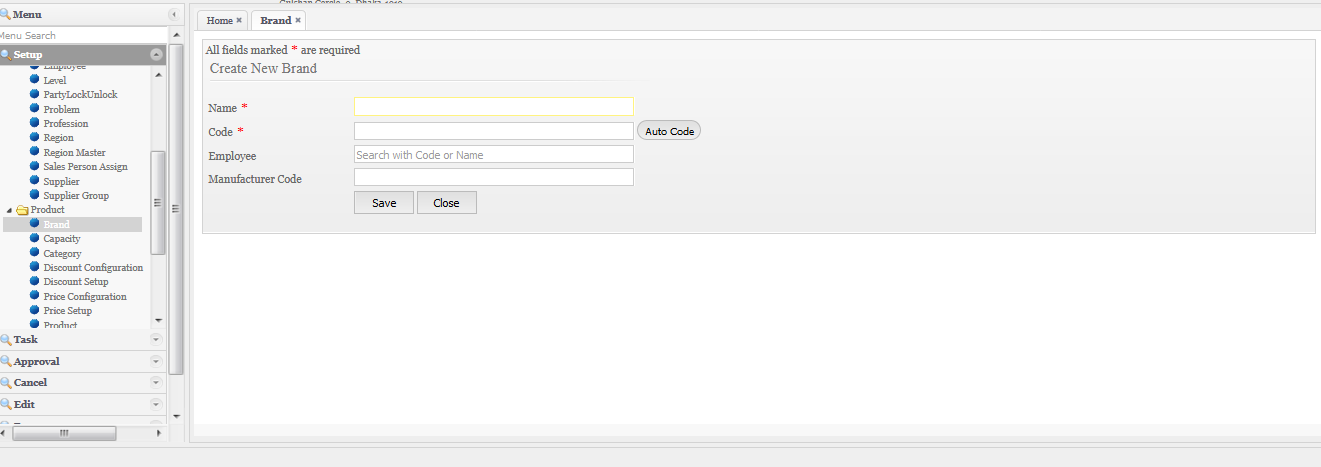 Menu
Menu Search
Setup
Employee
Level
PartyLockUnlock
Problem
Profession
Region
Region Master
Sales Person Assign
Supplier
Supplier Group
Product
Brand
Capacity
Category
Discount Configuration
Discount Setup
Price Configuration
Price Setup
Product
Task
Approval
Cancel
Edit
Home
Brand
All fields marked * are required
Create New Brand
Name *
Code * Auto Code
Employee Search with Code or Name
Manufacturer Code
Save Close